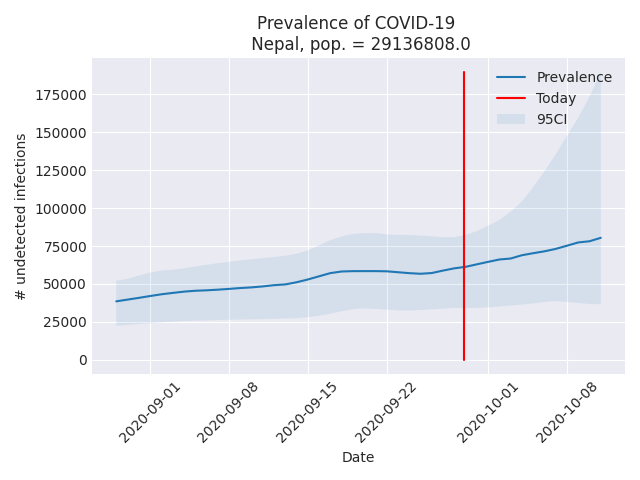 Prevalence of COVID-19
Nepal, pop. = 29136808.0
Prevalence
Today
95CI
175000
150000
125000
100000
75000
50000
25000
0
# undetected infections
2020-09-01
2020-09-08
2020-09-15
2020-09-22
2020-10-01
2020-10-08
Date